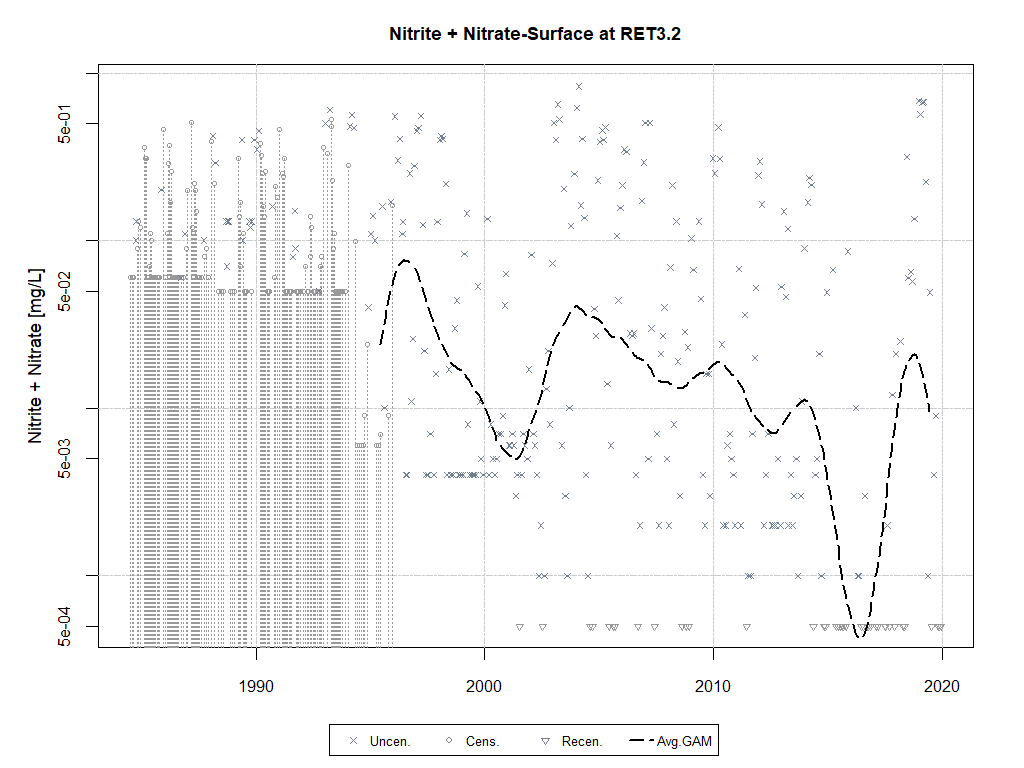 Nitrite + Nitrate-Surface at RET3.2
Nitrite + Nitrate [mg/L]
5e-01
5e-02
5e-03
5e-04
1990 2000 2010 2020
Uncen. Cens. Recen. Avg.GAM